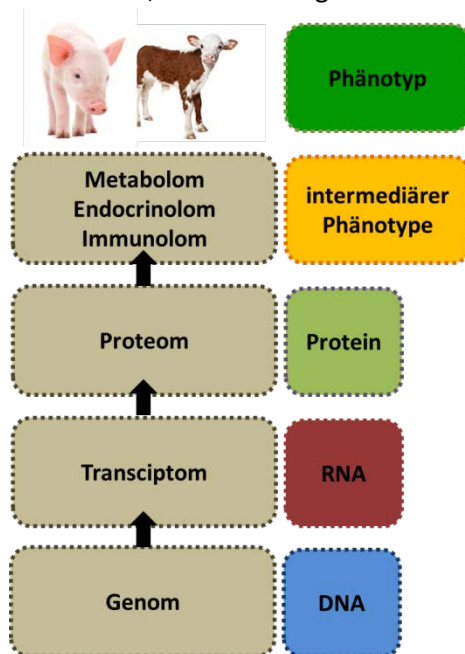 Phänotyp
Metabolom
Endocrinolom
Immunolom
intermediärer
Phänotype
Proteom
Protein
Transciptom
RNA
Genom
DNA